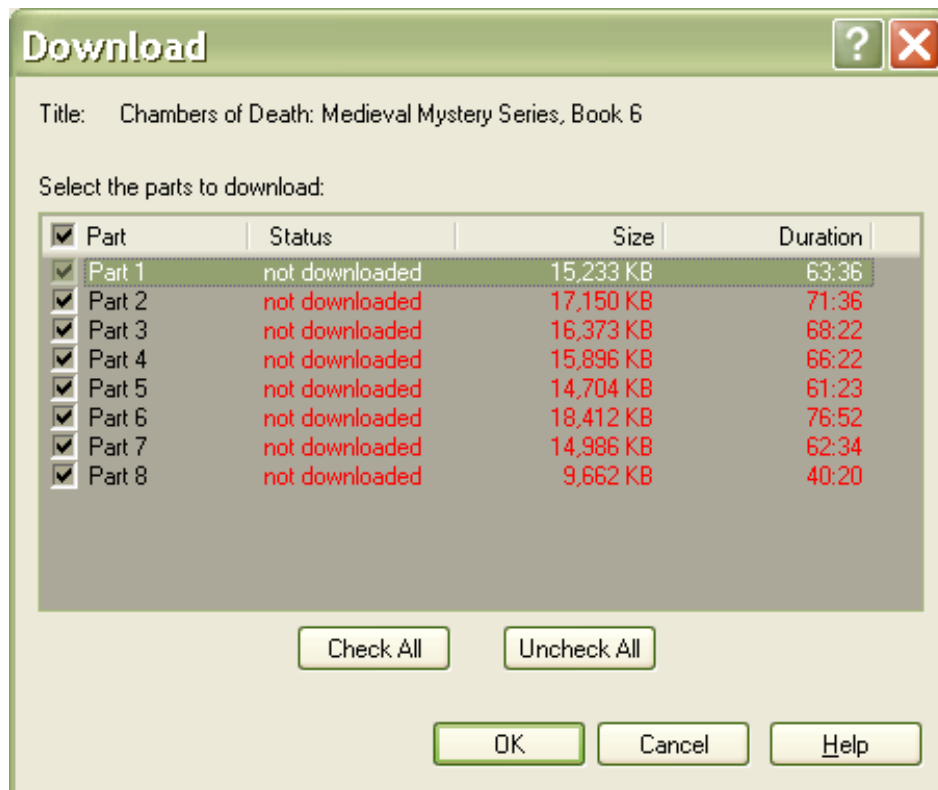 Download
Title: Chambers of Death: Medieval Mystery Series, Book 6
Select the parts to download:
Part Status Size Duration
Part 1 not downloaded 15,233 KB 63:36
Part 2 not downloaded 17,150 KB 71:36
Part 3 not downloaded 16,373 KB 68:22
Part 4 not downloaded 15,896 KB 66:22
Part 5 not downloaded 14,704 KB 61:23
Part 6 not downloaded 18,412 KB 76:52
Part 7 not downloaded 14,986 KB 62:34
Part 8 not downloaded 9,662 KB 40:20
Check All Uncheck All
OK Cancel Help